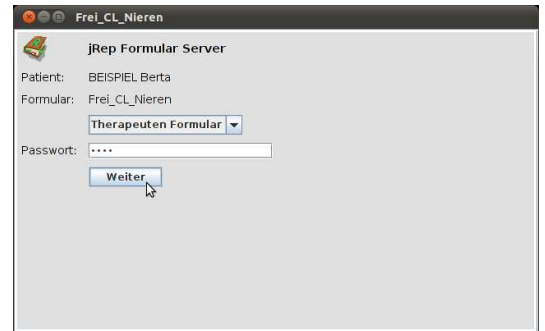 Frei_CL_Nieren
jRep Formular Server
Patient: BEISPIEL Berta
Formular: Frei_CL_Nieren
Therapeuten Formular
Passwort: ••••
Weiter